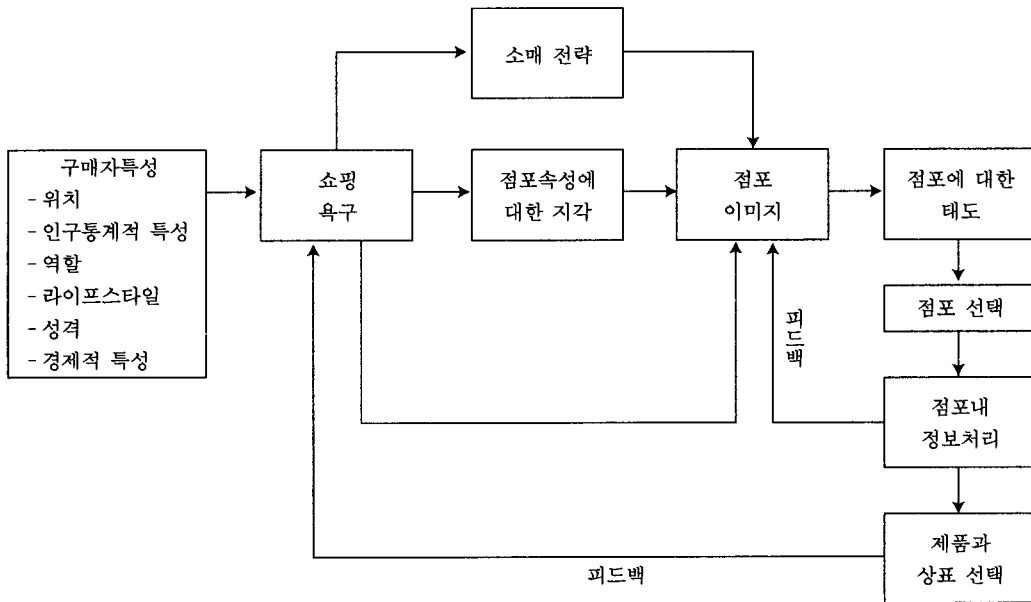 소매 전략
구매자특성
- 위치
- 인구통계적 특성
- 역할
- 라이프스타일
- 성격
- 경제적 특성
쇼핑
욕구
점포속성에
대한 지각
점포
이미지
점포에 대한
태도
점포 선택
피드백
점포내
정보처리
제품과
상표 선택
피드백